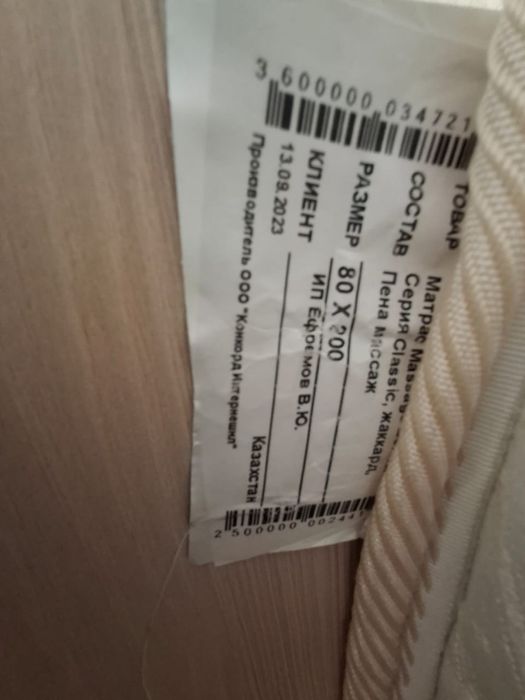 3 600000 034721
ТОВАР Матрас
СОСТАВ Серия Classic, жаккард,
Пена массаж
РАЗМЕР 80 X 200
КЛИЕНТ ИП Ефремов В.Ю.
13.09.2023
Производитель ООО "Конкорд Интернешнл" Казахстан
2 500000 00244